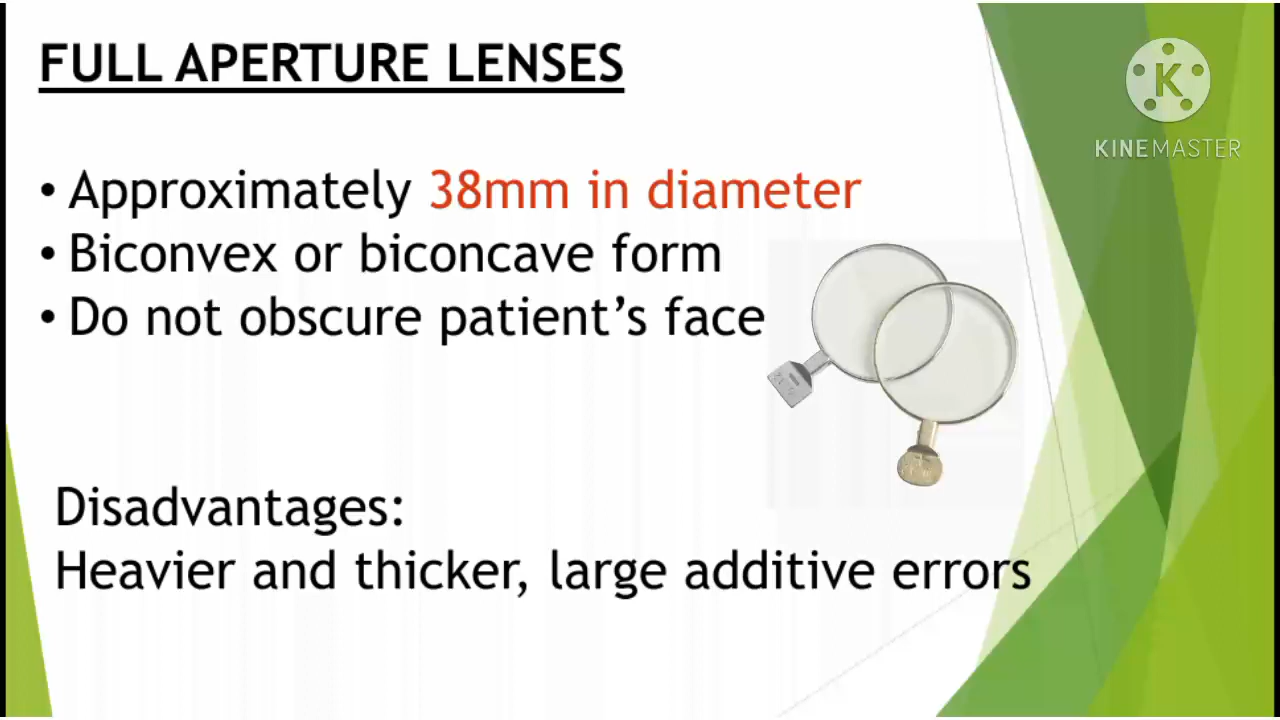 FULL APERTURE LENSES
K
KINEMASTER
• Approximately 38mm in diameter
• Biconvex or biconcave form
• Do not obscure patient’s face
Disadvantages:
Heavier and thicker, large additive errors